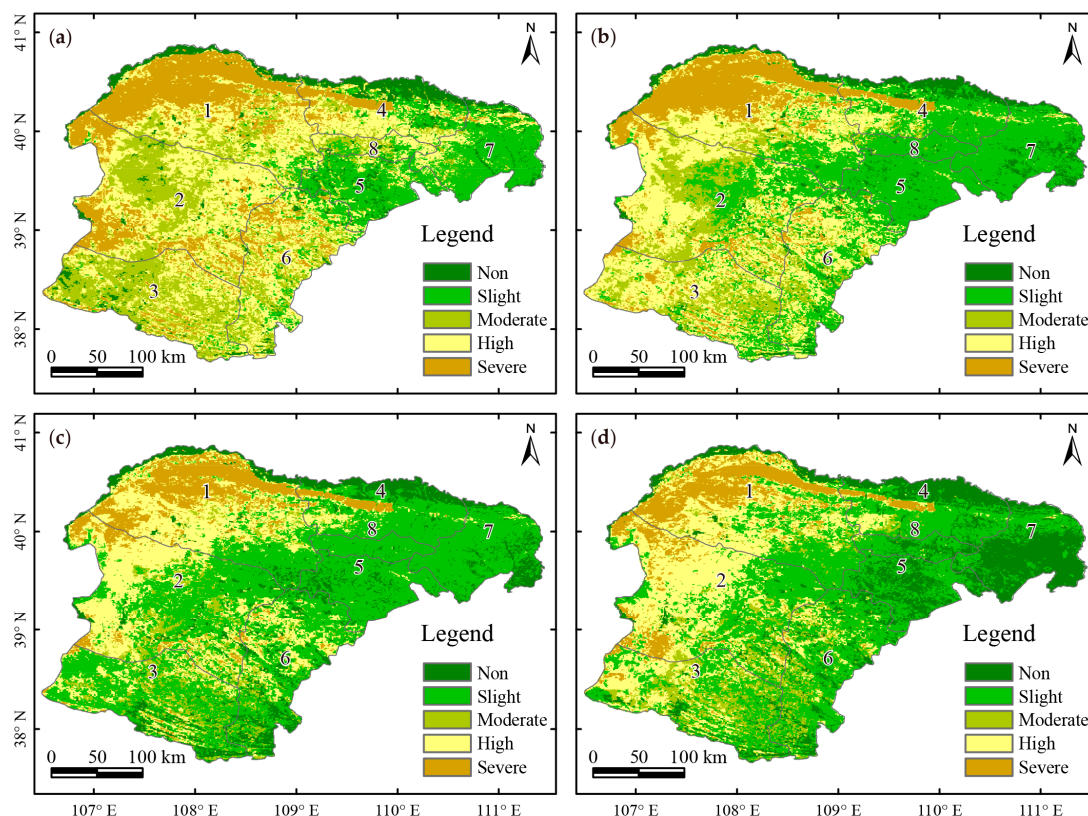 (a)
N
41° N
1
4
40° N
8
7
5
2
39° N
6
3
38° N
Legend
Non
Slight
Moderate
High
Severe
0 50 100 km
(b)
N
1
4
8
7
5
2
6
3
Legend
Non
Slight
Moderate
High
Severe
0 50 100 km
(c)
N
41° N
1
4
40° N
8
7
5
2
39° N
6
3
38° N
Legend
Non
Slight
Moderate
High
Severe
0 50 100 km
107° E 108° E 109° E 110° E 111° E
(d)
N
1
4
8
7
5
2
6
3
Legend
Non
Slight
Moderate
High
Severe
0 50 100 km
107° E 108° E 109° E 110° E 111° E